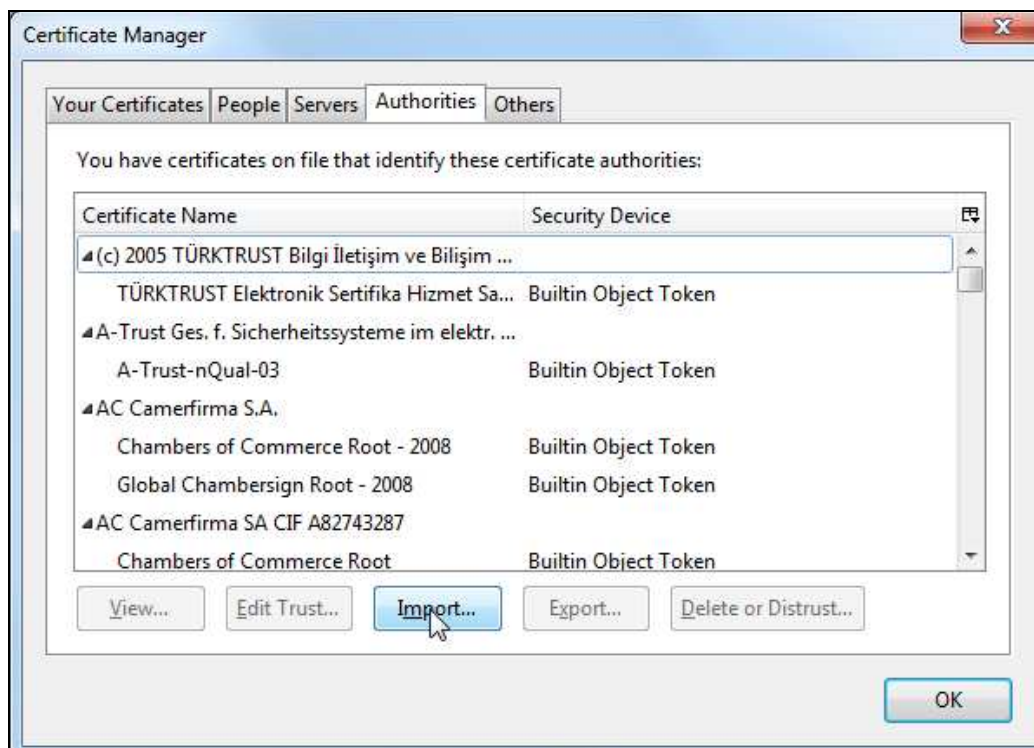 Certificate Manager
Your Certificates People Servers Authorities Others
You have certificates on file that identify these certificate authorities:
Certificate Name Security Device
(c) 2005 TÜRKTRUST Bilgi İletişim ve Bilişim ...
TÜRKTRUST Elektronik Sertifika Hizmet Sa... Builtin Object Token
A-Trust Ges. f. Sicherheitssysteme im elektr. ...
A-Trust-nQual-03 Builtin Object Token
AC Camerfirma S.A.
Chambers of Commerce Root - 2008 Builtin Object Token
Global Chambersign Root - 2008 Builtin Object Token
AC Camerfirma SA CIF A82743287
Chambers of Commerce Root Builtin Object Token
View... Edit Trust... Import... Export... Delete or Distrust...
OK